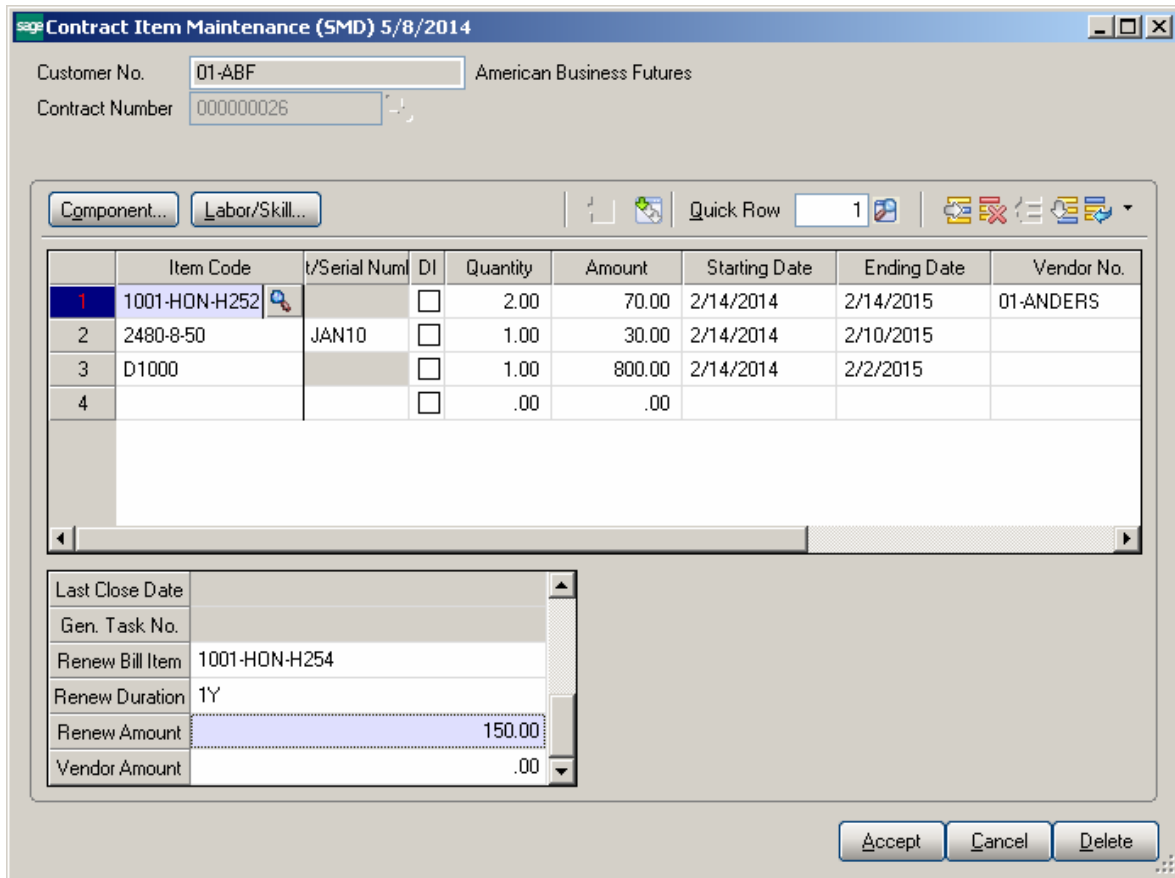 sage Contract Item Maintenance (SMD) 5/8/2014
Customer No. 01-ABF American Business Futures
Contract Number 000000026
Component... Labor/Skill... Quick Row 1
Item Code t/Serial Numl DI Quantity Amount Starting Date Ending Date Vendor No.
1 1001-HON-H252 2.00 70.00 2/14/2014 2/14/2015 01-ANDERS
2 2480-8-50 JAN10 1.00 30.00 2/14/2014 2/10/2015
3 D1000 1.00 800.00 2/14/2014 2/2/2015
4 .00 .00
Last Close Date
Gen. Task No.
Renew Bill Item 1001-HON-H254
Renew Duration 1Y
Renew Amount 150.00
Vendor Amount .00
Accept Cancel Delete